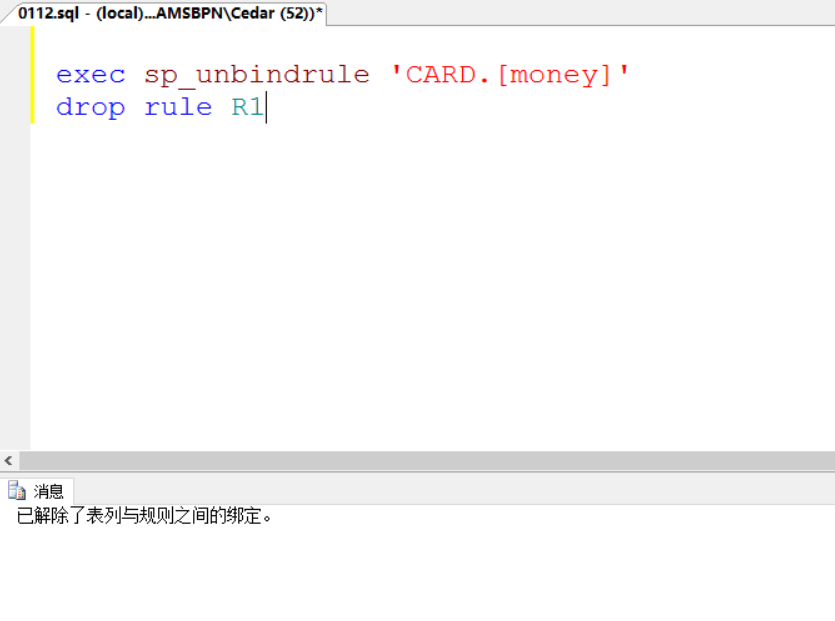 0112.sql - (local)...AMSBPN\Cedar (52))*
exec sp_unbindrule 'CARD.[money]'
drop rule R1
消息
已解除了表列与规则之间的绑定。